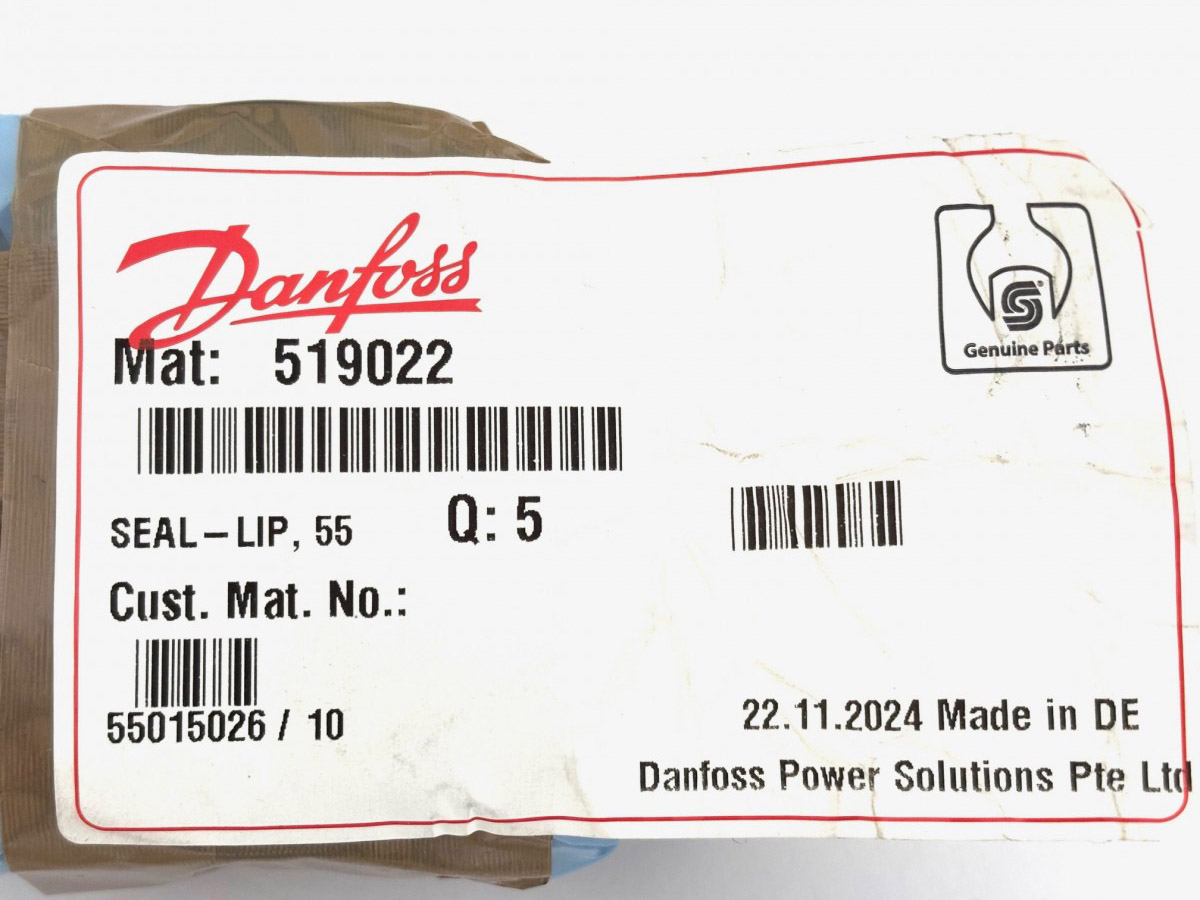 Danfoss
Genuine Parts
Mat: 519022
SEAL-LIP, 55 Q: 5
Cust. Mat. No.:
55015026 / 10
22.11.2024 Made in DE
Danfoss Power Solutions Pte Ltd